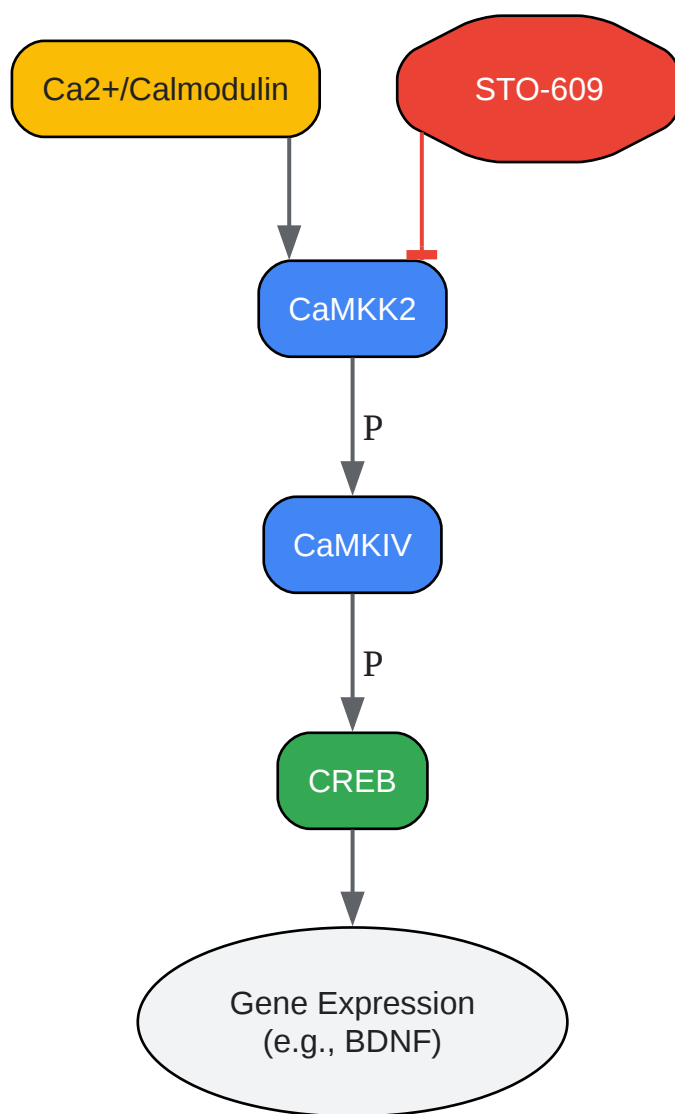 Ca2+/Calmodulin
STO-609
CaMKK2
P
CaMKIV
P
CREB
Gene Expression
(e.g., BDNF)